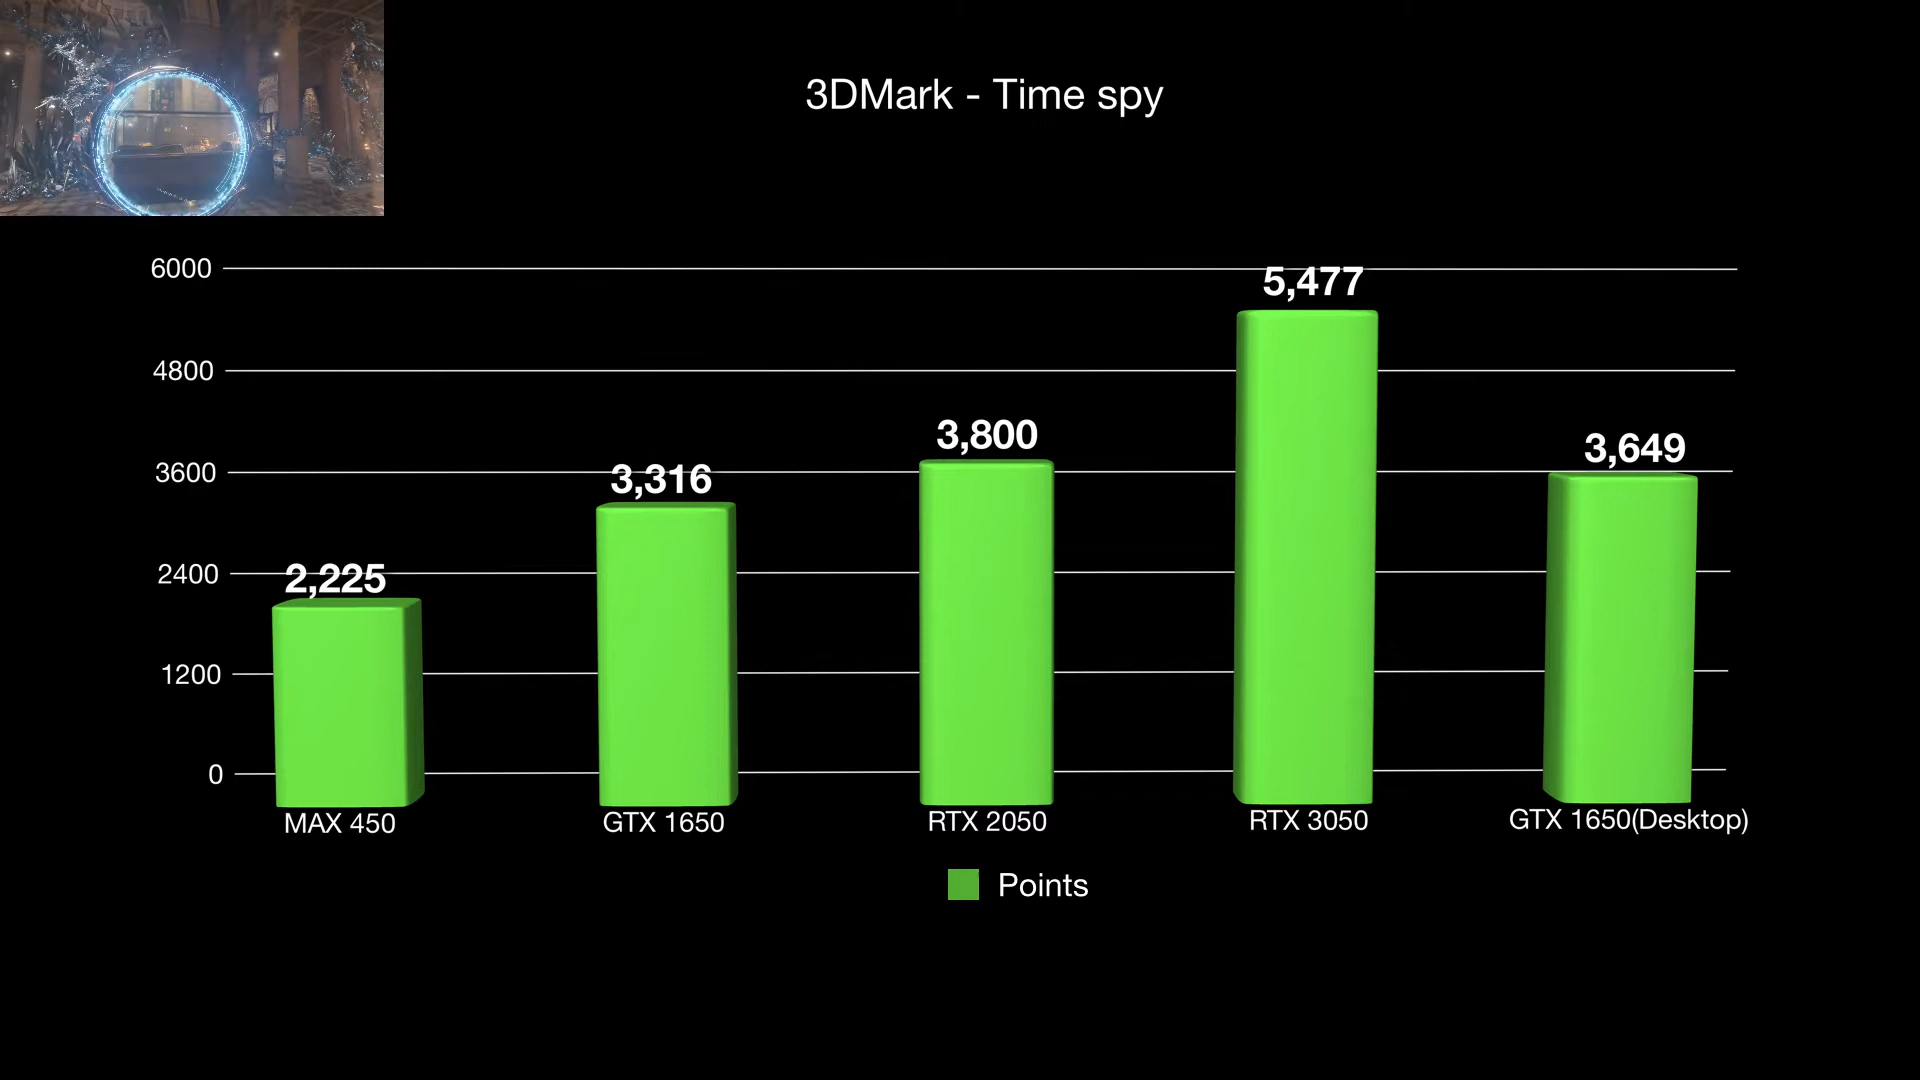 3DMark - Time spy
6000
4800
3600
2400
1200
0
2,225
3,316
3,800
5,477
3,649
MAX 450
GTX 1650
RTX 2050
RTX 3050
GTX 1650(Desktop)
Points